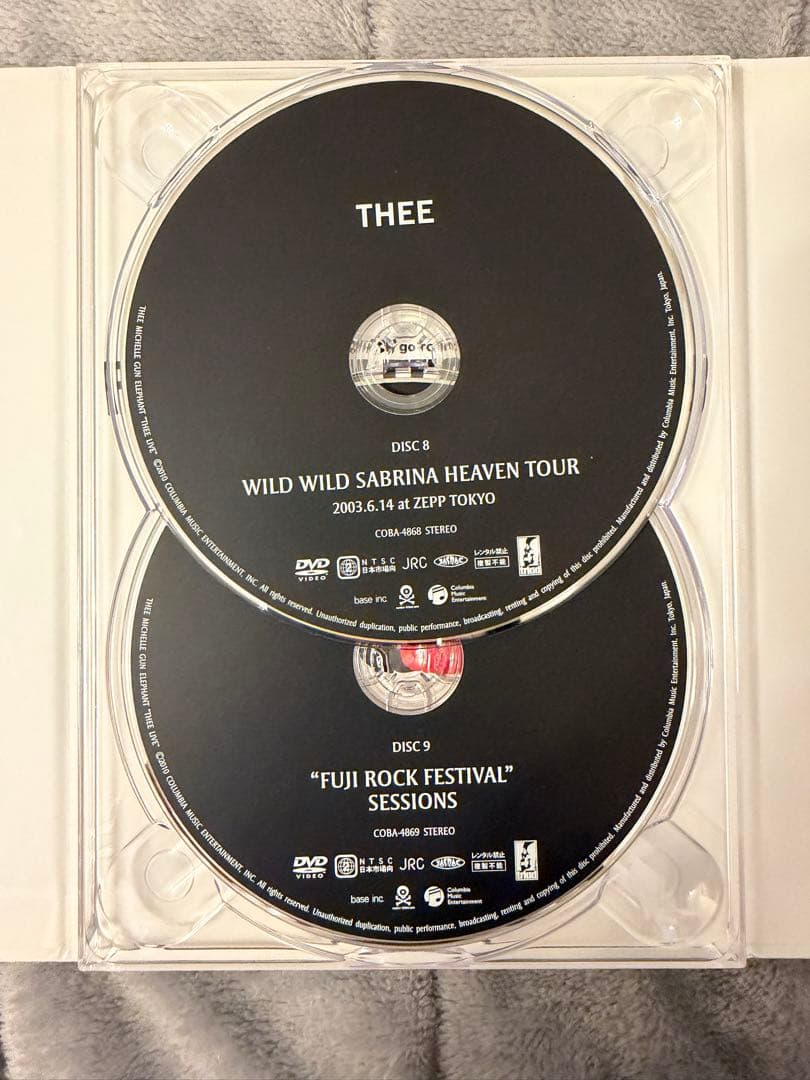 THEE
go
DISC 8
WILD WILD SABRINA HEAVEN TOUR
2003.6.14 at ZEPP TOKYO
COBA-4868 STEREO
DVD VIDEO
2
NTSC
日本市場向
JRC
レンタル禁止
複製不能
triad
base inc.
Columbia
Music
Entertainment
THEE MICHELLE GUN ELEPHANT "THEE LIVE" ©2010 COLUMBIA MUSIC ENTERTAINMENT, INC. All rights reserved. Unauthorized duplication, public performance, broadcasting, renting and copying of this disc prohibited. Manufactured and distributed by Columbia Music Entertainment, Inc. Tokyo, Japan.
DISC 9
“FUJI ROCK FESTIVAL”
SESSIONS
COBA-4869 STEREO
DVD VIDEO
2
NTSC
日本市場向
JRC
レンタル禁止
複製不能
triad
base inc.
Columbia
Music
Entertainment
THEE MICHELLE GUN ELEPHANT "THEE LIVE" ©2010 COLUMBIA MUSIC ENTERTAINMENT, INC. All rights reserved. Unauthorized duplication, public performance, broadcasting, renting and copying of this disc prohibited. Manufactured and distributed by Columbia Music Entertainment, Inc. Tokyo, Japan.